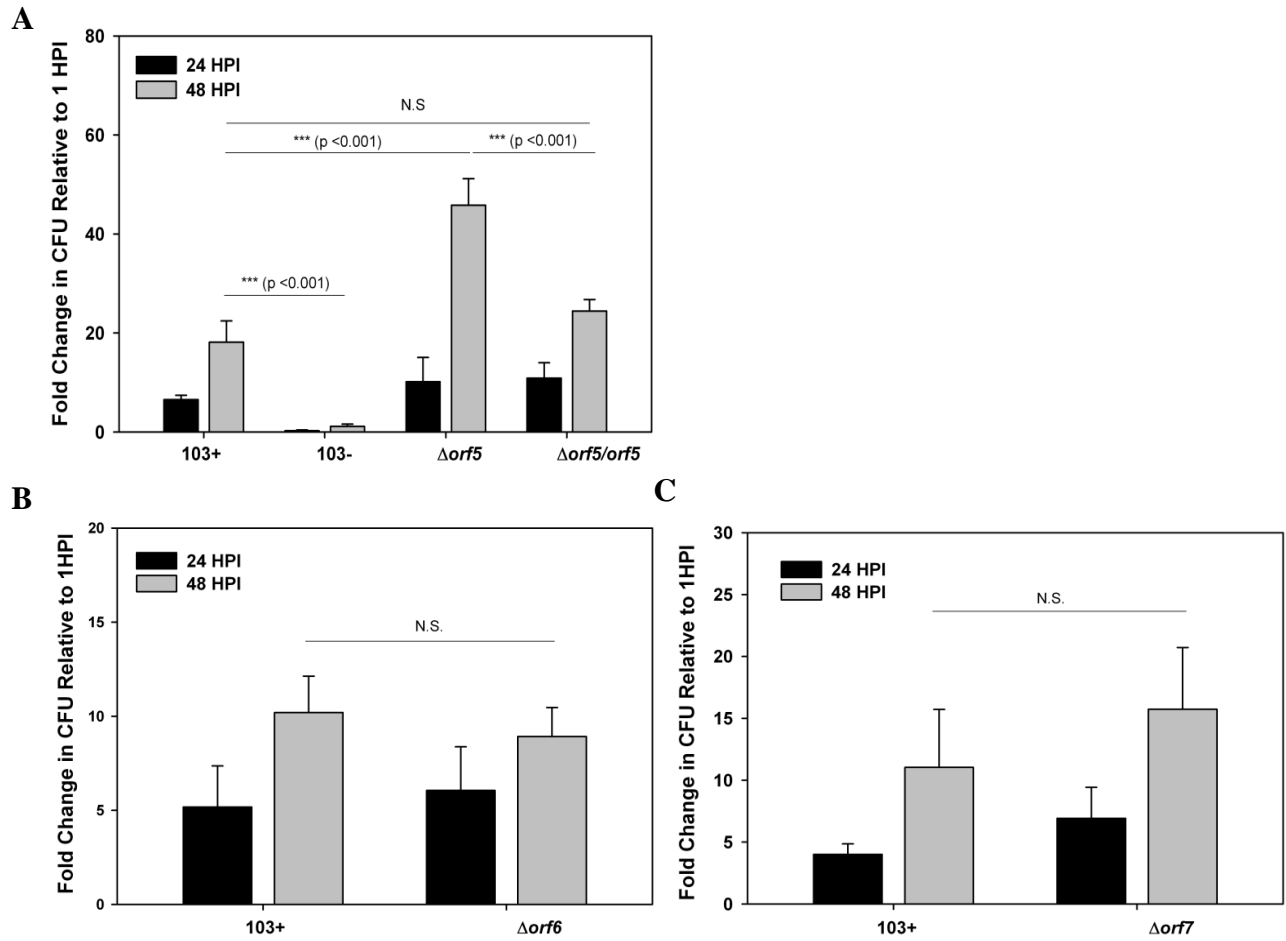 A
Fold Change in CFU Relative to 1 HPI
80
60
40
20
0
24 HPI
48 HPI
N.S
*** (p <0.001)
*** (p <0.001)
*** (p <0.001)
103+
103-
Δorf5
Δorf5/orf5
B
Fold Change in CFU Relative to 1HPI
20
15
10
5
0
24 HPI
48 HPI
N.S.
103+
Δorf6
C
Fold Change in CFU Relative to 1HPI
30
25
20
15
10
5
0
24 HPI
48 HPI
N.S.
103+
Δorf7